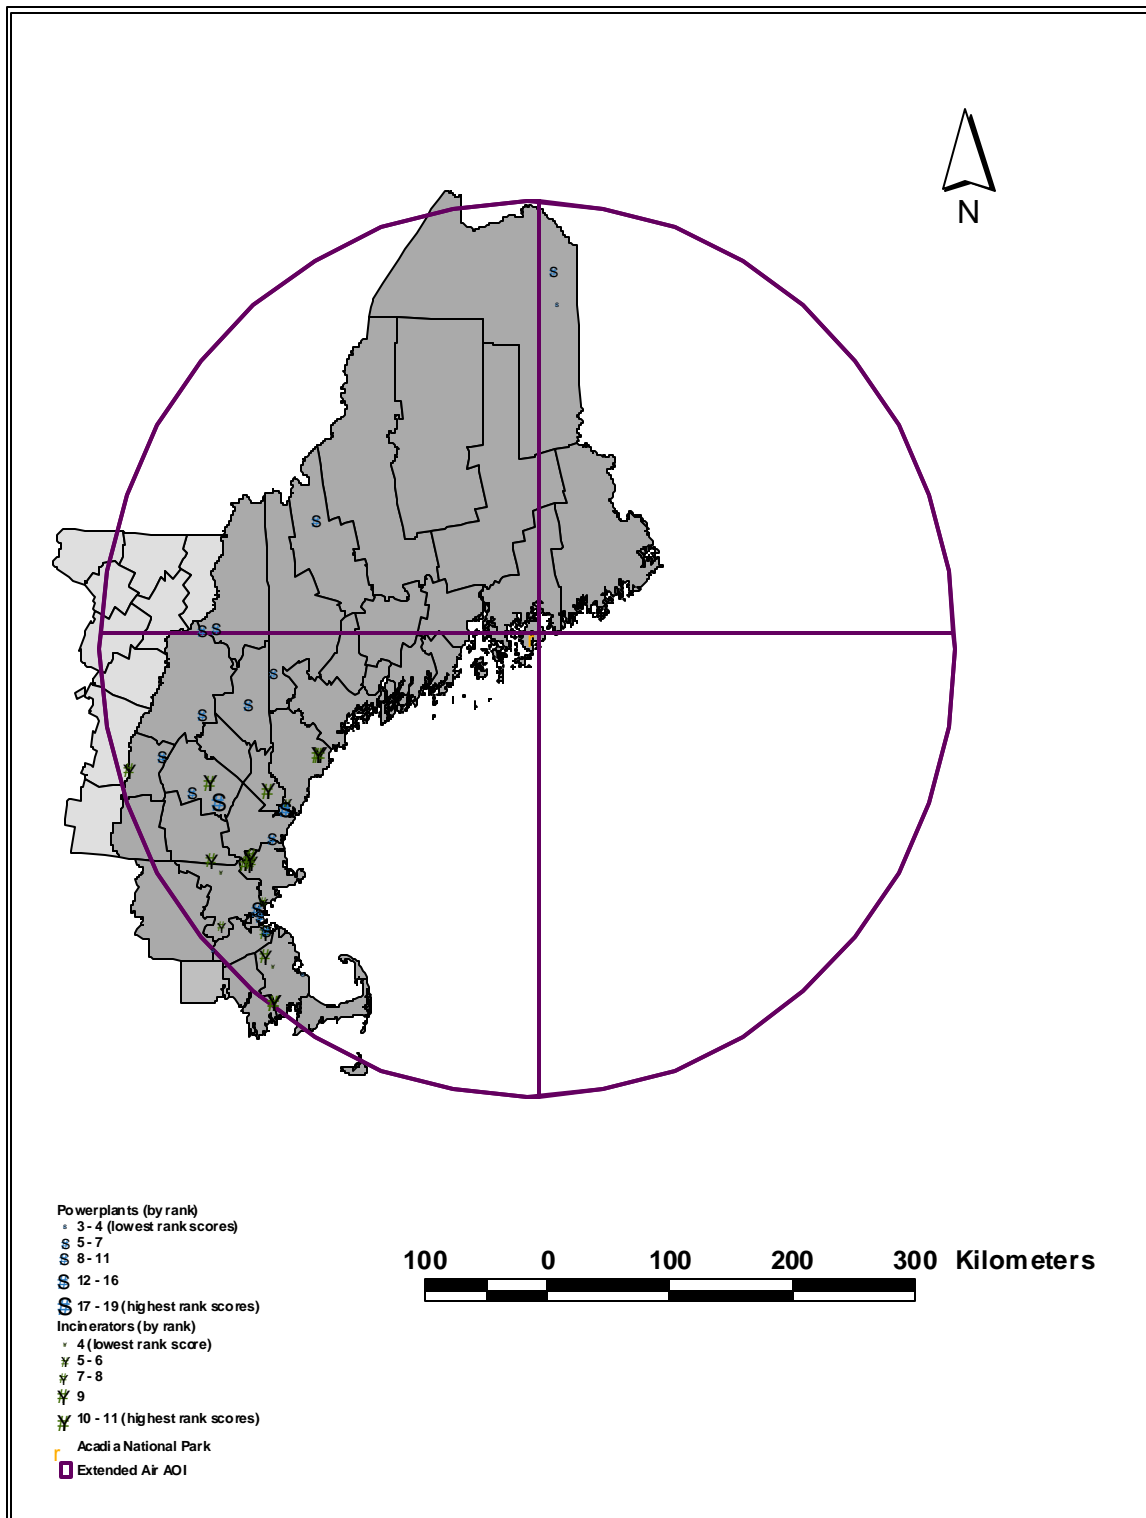 N
Powerplants (by rank)
3 - 4 (lowest rank scores)
5 - 7
8 - 11
12 - 16
17 - 19 (highest rank scores)
Incinerators (by rank)
4 (lowest rank score)
5 - 6
7 - 8
9
10 - 11 (highest rank scores)
Acadia National Park
Extended Air AOI
100 0 100 200 300 Kilometers